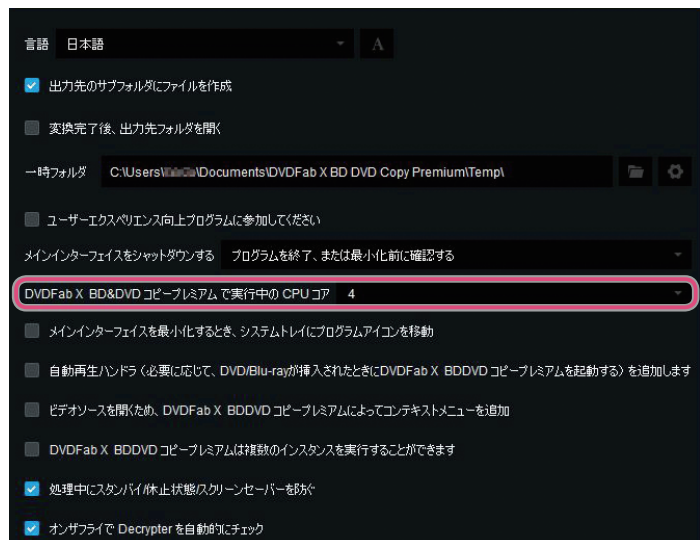 言語 日本語 A
出力先のサブフォルダにファイルを作成
変換完了後、出力先フォルダを開く
一時フォルダ C:\Users\ \Documents\DVDFab X BD DVD Copy Premium\Temp\
ユーザーエクスペリエンス向上プログラムに参加してください
メインインターフェイスをシャットダウンする プログラムを終了、または最小化前に確認する
DVDFab X BD&DVD コピープレミアム で実行中の CPU コア 4
メインインターフェイスを最小化するとき、システムトレイにプログラムアイコンを移動
自動再生ハンドラ（必要に応じて、DVD/Blu-rayが挿入されたときにDVDFab X BDDVD コピープレミアムを起動する）を追加します
ビデオソースを開くため、DVDFab X BDDVD コピープレミアムによってコンテキストメニューを追加
DVDFab X BDDVD コピープレミアムは複数のインスタンスを実行することができます
処理中にスタンバイ/休止状態/スクリーンセーバーを防ぐ
オンザフライで Decrypter を自動的にチェック